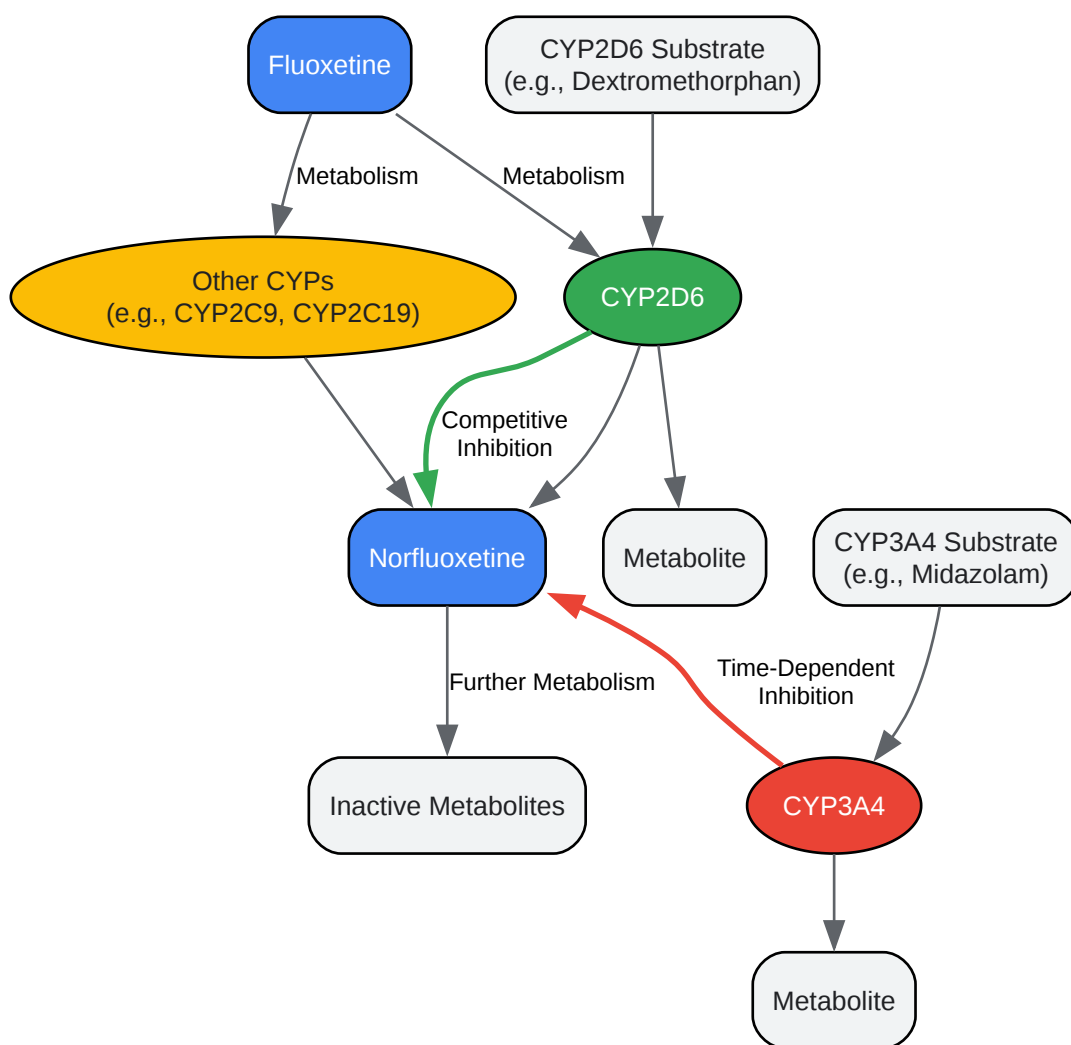 Fluoxetine
CYP2D6 Substrate
(e.g., Dextromethorphan)
Metabolism
Metabolism
Other CYPs
(e.g., CYP2C9, CYP2C19)
CYP2D6
Competitive
Inhibition
Norfluoxetine
Metabolite
CYP3A4 Substrate
(e.g., Midazolam)
Further Metabolism
Time-Dependent
Inhibition
Inactive Metabolites
CYP3A4
Metabolite